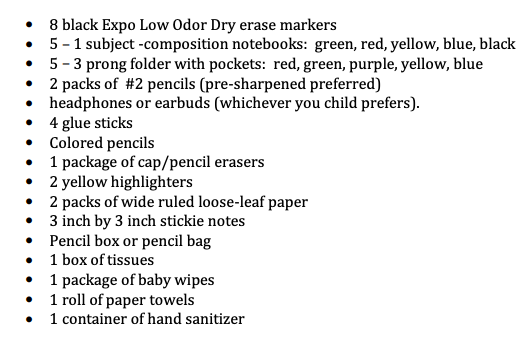 • 8 black Expo Low Odor Dry erase markers
• 5 – 1 subject -composition notebooks:  green, red, yellow, blue, black
• 5 – 3 prong folder with pockets:  red, green, purple, yellow, blue
• 2 packs of  #2 pencils (pre-sharpened preferred)
• headphones or earbuds (whichever you child prefers).
• 4 glue sticks
• Colored pencils
• 1 package of cap/pencil erasers
• 2 yellow highlighters
• 2 packs of wide ruled loose-leaf paper
• 3 inch by 3 inch stickie notes
• Pencil box or pencil bag
• 1 box of tissues
• 1 package of baby wipes
• 1 roll of paper towels
• 1 container of hand sanitizer